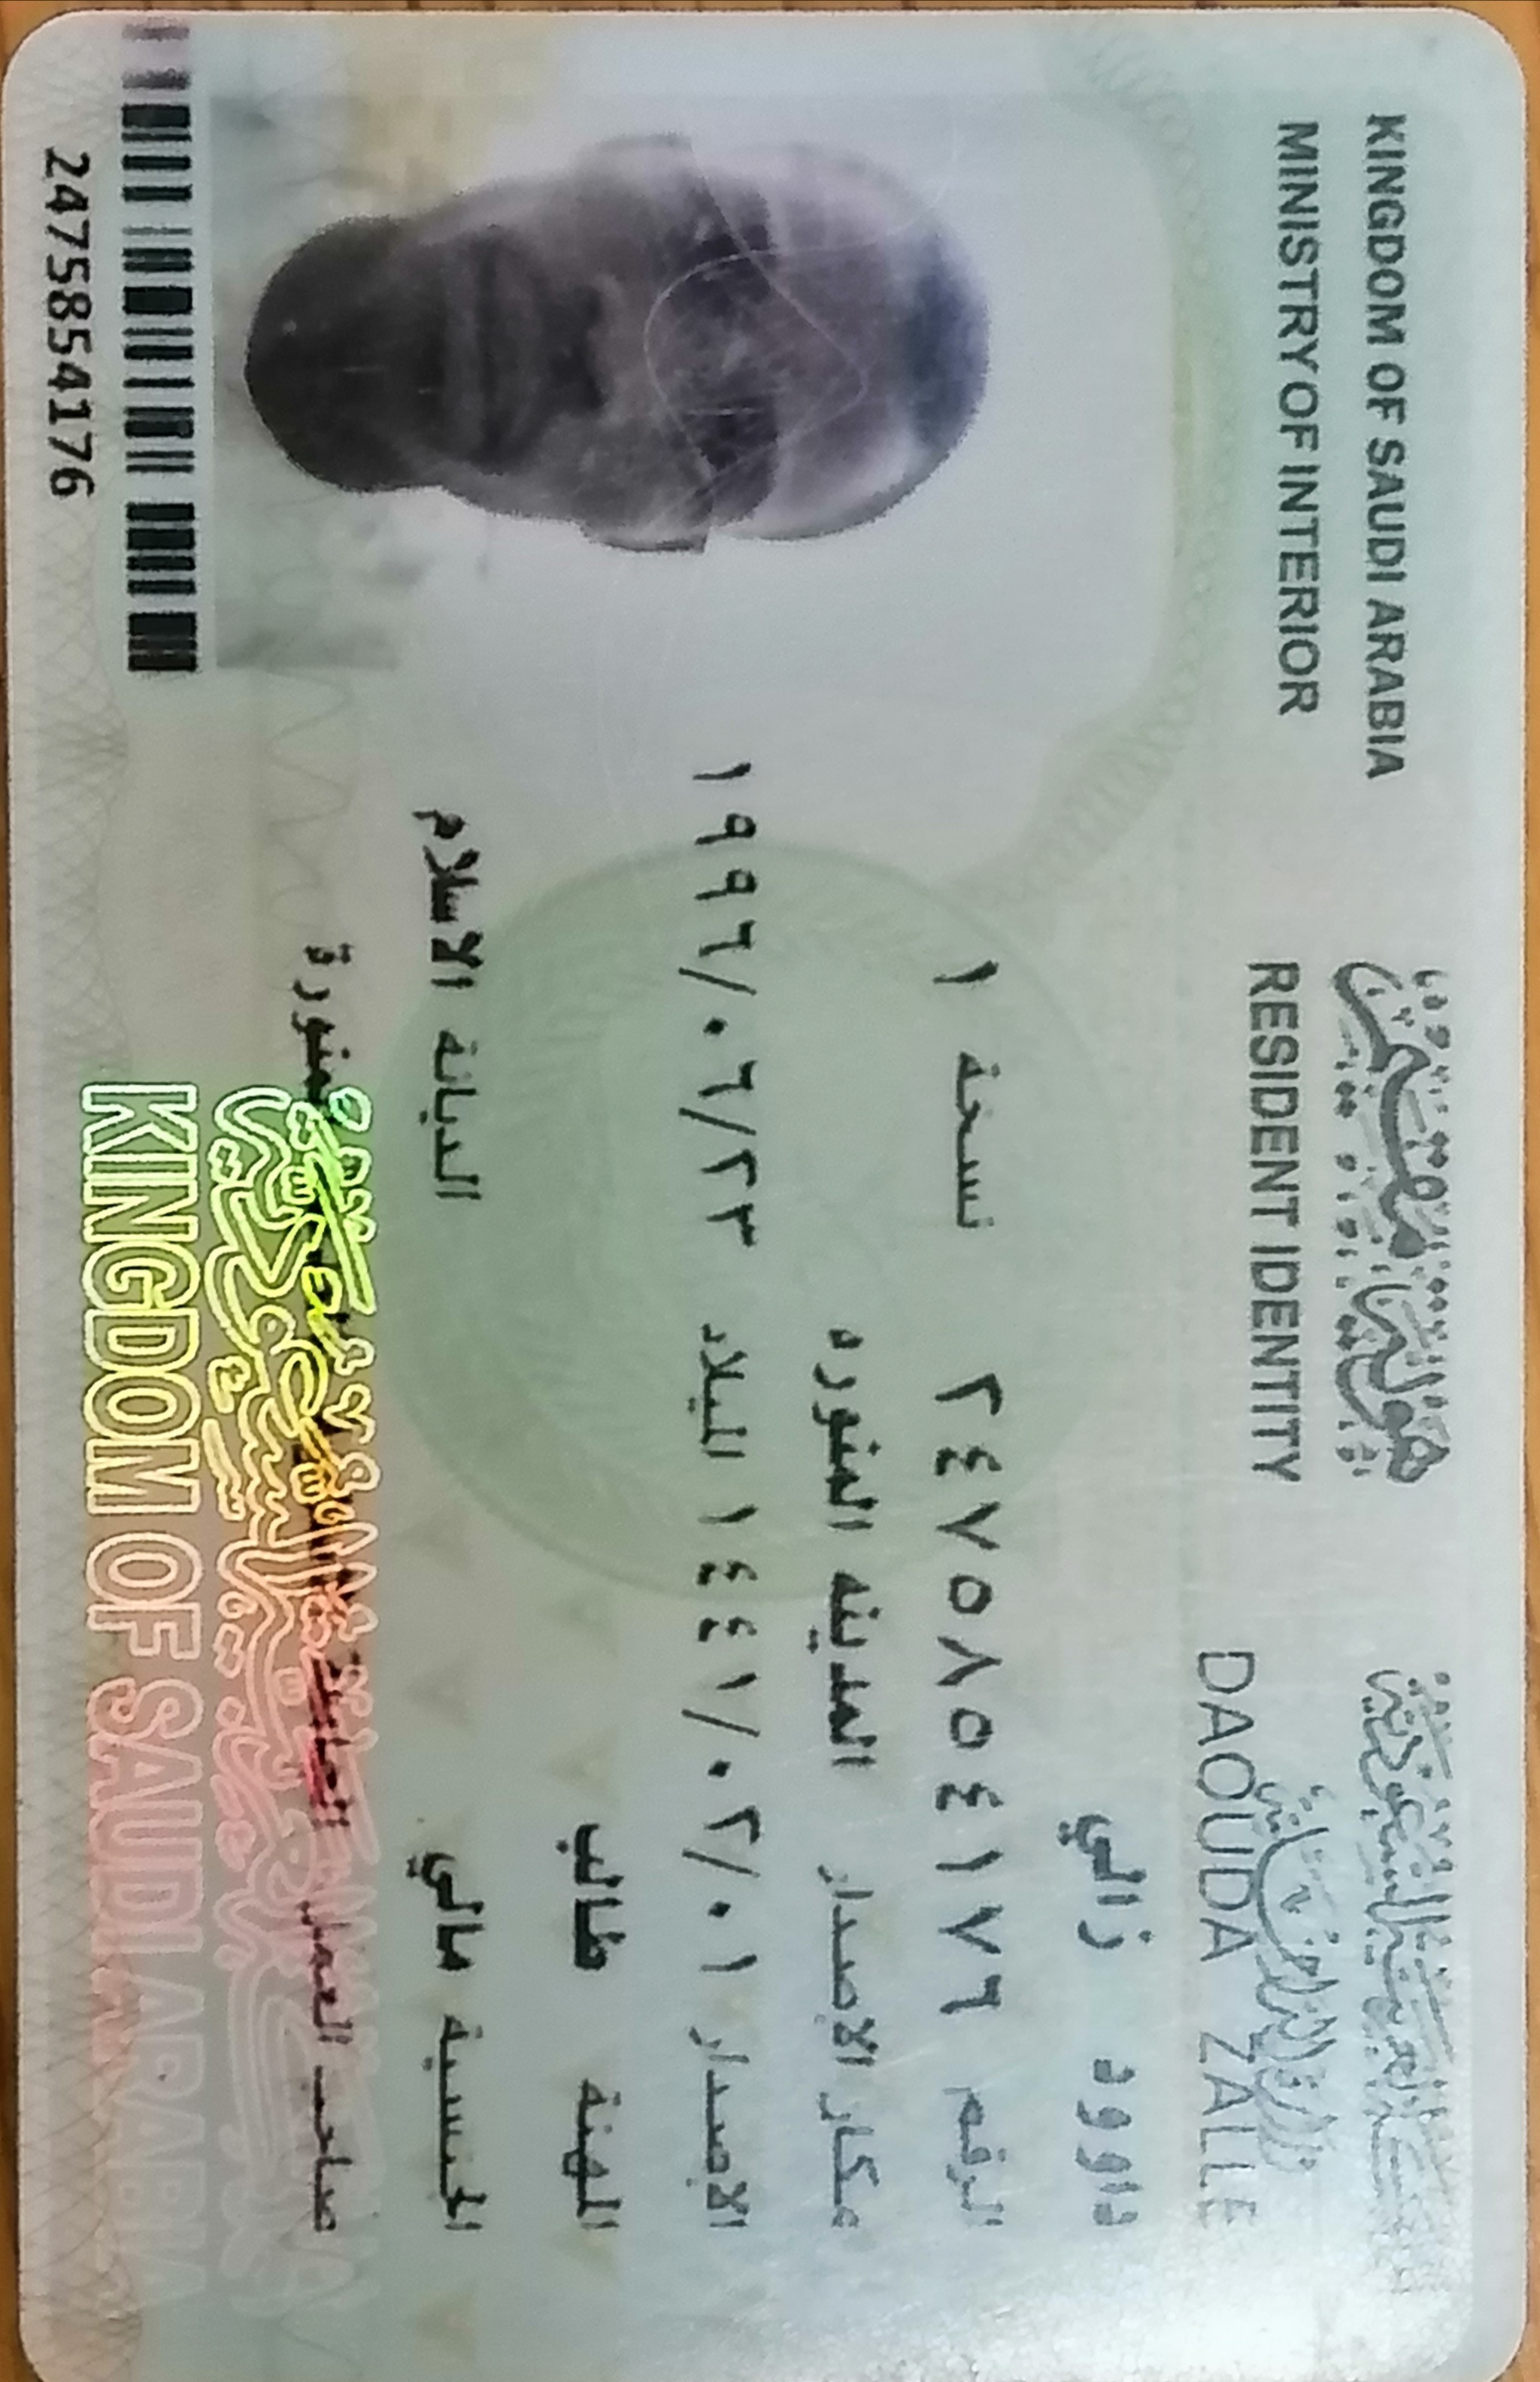 KINGDOM OF SAUDI ARABIA
MINISTRY OF INTERIOR
هوية مقيم
RESIDENT IDENTITY
المملكة العربية السعودية
وزارة الداخلية
DAOUDA ZALLE
داوود زالي
الرقم ٢٤٧٥٨٥٤١٧٦ نسخة ١
مكان الإصدار المدينه المنوره
الإصدار ١٤٤١/٠٢/٠١ الميلاد ١٩٩٦/٠٦/٢٣
المهنة طالب
الجنسية مالي الديانة الاسلام
صاحب العمل المنورة
المملكة العربية السعودية
KINGDOM OF SAUDI ARABIA
2475854176